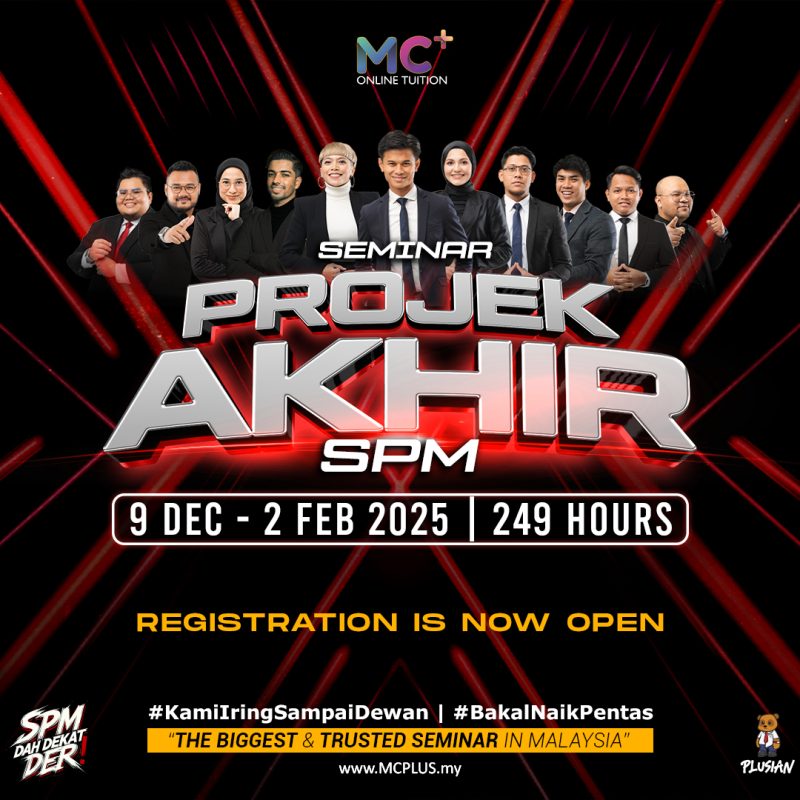 MC+
ONLINE TUITION
SEMINAR
PROJEK
AKHIR
SPM
9 DEC - 2 FEB 2025 | 249 HOURS
REGISTRATION IS NOW OPEN
SPM
DAH DEKAT
DER!
#KamiIringSampaiDewan | #BakalNaikPentas
"THE BIGGEST & TRUSTED SEMINAR IN MALAYSIA"
www.MCPLUS.my
PLUSIAN